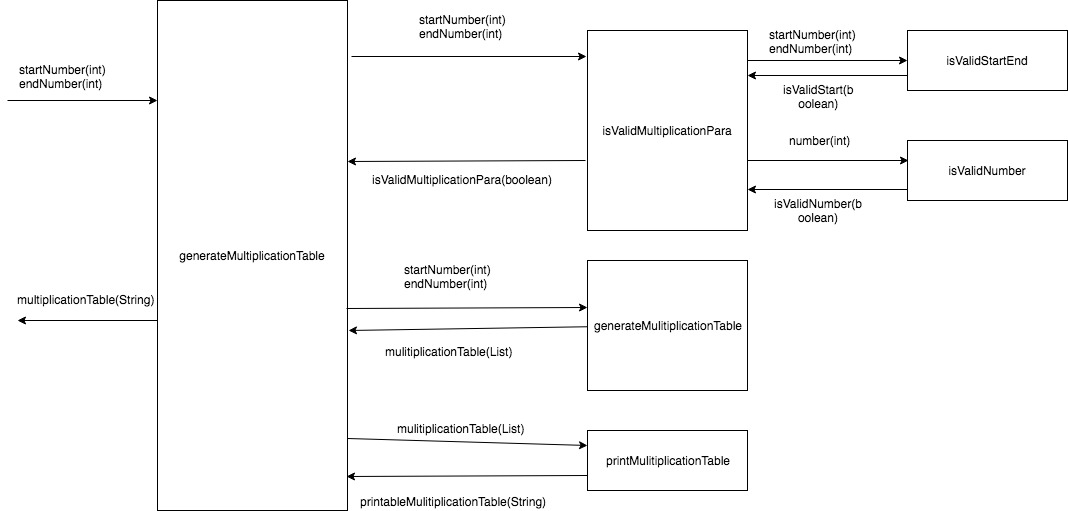 startNumber(int)
endNumber(int)
multiplicationTable(String)
generateMultiplicationTable
startNumber(int)
endNumber(int)
isValidMultiplicationPara(boolean)
startNumber(int)
endNumber(int)
mulitiplicationTable(List)
mulitiplicationTable(List)
printableMulitiplicationTable(String)
isValidMultiplicationPara
generateMulitiplicationTable
printMulitiplicationTable
startNumber(int)
endNumber(int)
isValidStart(b
oolean)
number(int)
isValidNumber(b
oolean)
isValidStartEnd
isValidNumber